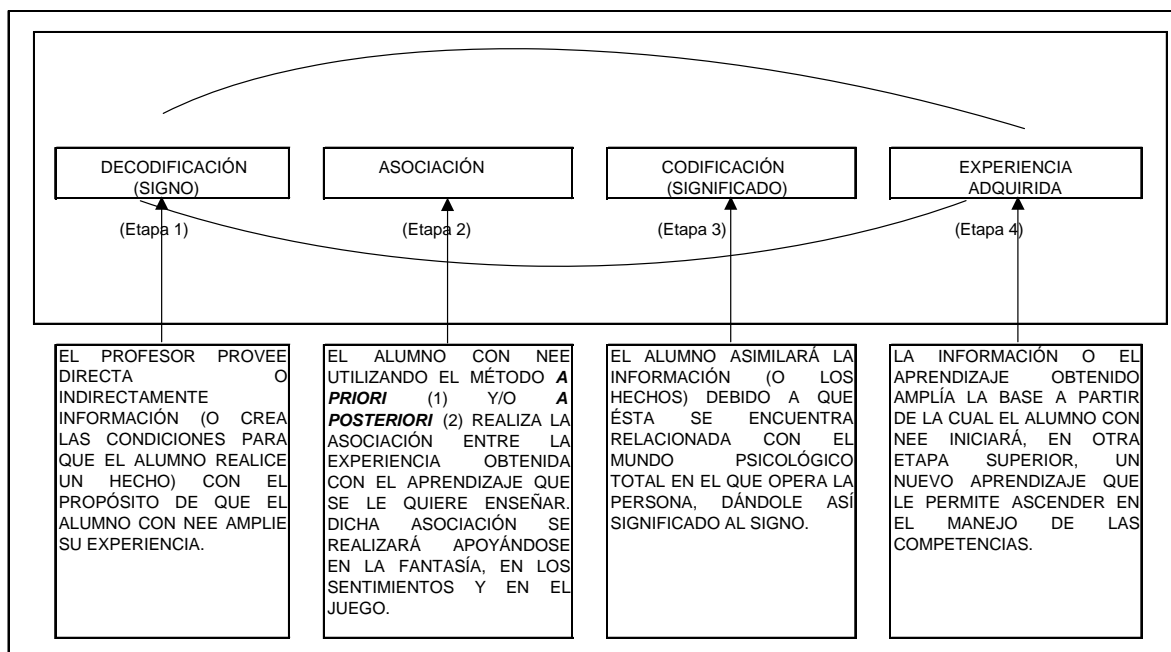 DECODIFICACIÓN
(SIGNO)
ASOCIACIÓN
CODIFICACIÓN
(SIGNIFICADO)
EXPERIENCIA
ADQUIRIDA
(Etapa 1)
(Etapa 2)
(Etapa 3)
(Etapa 4)
EL PROFESOR PROVEE
DIRECTA O
INDIRECTAMENTE
INFORMACIÓN (O CREA
LAS CONDICIONES PARA
QUE EL ALUMNO REALICE
UN HECHO) CON EL
PROPÓSITO DE QUE EL
ALUMNO CON NEE AMPLIE
SU EXPERIENCIA.
EL ALUMNO CON NEE
UTILIZANDO EL MÉTODO A
PRIORI (1) Y/O A
POSTERIORI (2) REALIZA LA
ASOCIACIÓN ENTRE LA
EXPERIENCIA OBTENIDA
CON EL APRENDIZAJE QUE
SE LE QUIERE ENSEÑAR.
DICHA ASOCIACIÓN SE
REALIZARÁ APOYÁNDOSE
EN LA FANTASÍA, EN LOS
SENTIMIENTOS Y EN EL
JUEGO.
EL ALUMNO ASIMILARÁ LA
INFORMACIÓN (O LOS
HECHOS) DEBIDO A QUE
ÉSTA SE ENCUENTRA
RELACIONADA CON EL
MUNDO PSICOLÓGICO
TOTAL EN EL QUE OPERA LA
PERSONA, DÁNDOLE ASÍ
SIGNIFICADO AL SIGNO.
LA INFORMACIÓN O EL
APRENDIZAJE OBTENIDO
AMPLÍA LA BASE A PARTIR
DE LA CUAL EL ALUMNO CON
NEE INICIARÁ, EN OTRA
ETAPA SUPERIOR, UN
NUEVO APRENDIZAJE QUE
LE PERMITE ASCENDER EN
EL MANEJO DE LAS
COMPETENCIAS.